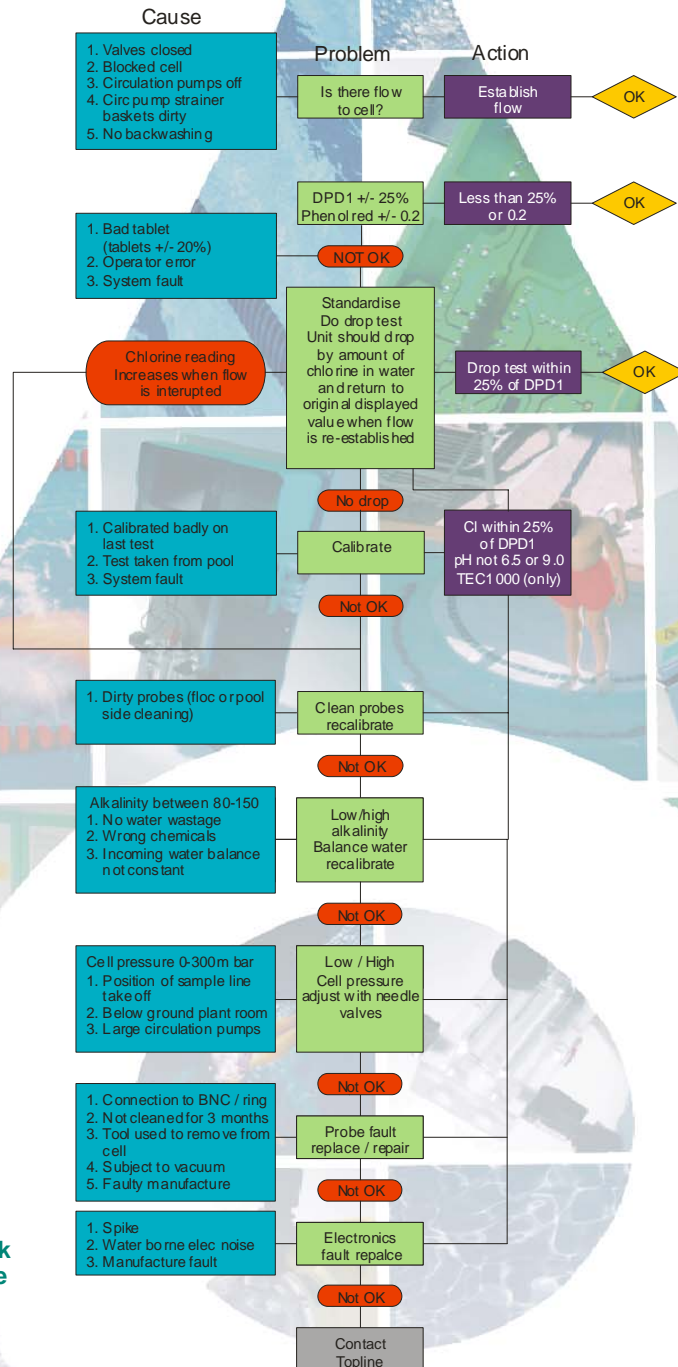 Cause
Problem
Action
1. Valves closed
2. Blocked cell
3. Circulation pumps off
4. Circ pump strainer
baskets dirty
5. No backwashing
Is there flow
to cell?
Establish
flow
OK
DPD1 +/- 25%
Phenol red +/- 0.2
Less than 25%
or 0.2
OK
1. Bad tablet
(tablets +/- 20%)
2. Operator error
3. System fault
NOT OK
Standardise
Do drop test
Unit should drop
by amount of
chlorine in water
and return to
original displayed
value when flow
is re-established
Chlorine reading
Increases when flow
is interupted
Drop test within
25% of DPD1
OK
No drop
1. Calibrated badly on
last test
2. Test taken from pool
3. System fault
Calibrate
Cl within 25%
of DPD1
pH not 6.5 or 9.0
TEC1000 (only)
Not OK
1. Dirty probes (floc or pool
side cleaning)
Clean probes
recalibrate
Not OK
Alkalinity between 80-150
1. No water wastage
2. Wrong chemicals
3. Incoming water balance
not constant
Low/high
alkalinity
Balance water
recalibrate
Not OK
Cell pressure 0-300m bar
1. Position of sample line
take off
2. Below ground plant room
3. Large circulation pumps
Low / High
Cell pressure
adjust with needle
valves
Not OK
1. Connection to BNC / ring
2. Not cleaned for 3 months
3. Tool used to remove from
cell
4. Subject to vacuum
5. Faulty manufacture
Probe fault
replace / repair
Not OK
1. Spike
2. Water borne elec noise
3. Manufacture fault
Electronics
fault repalce
k
e
Not OK
Contact
Topline